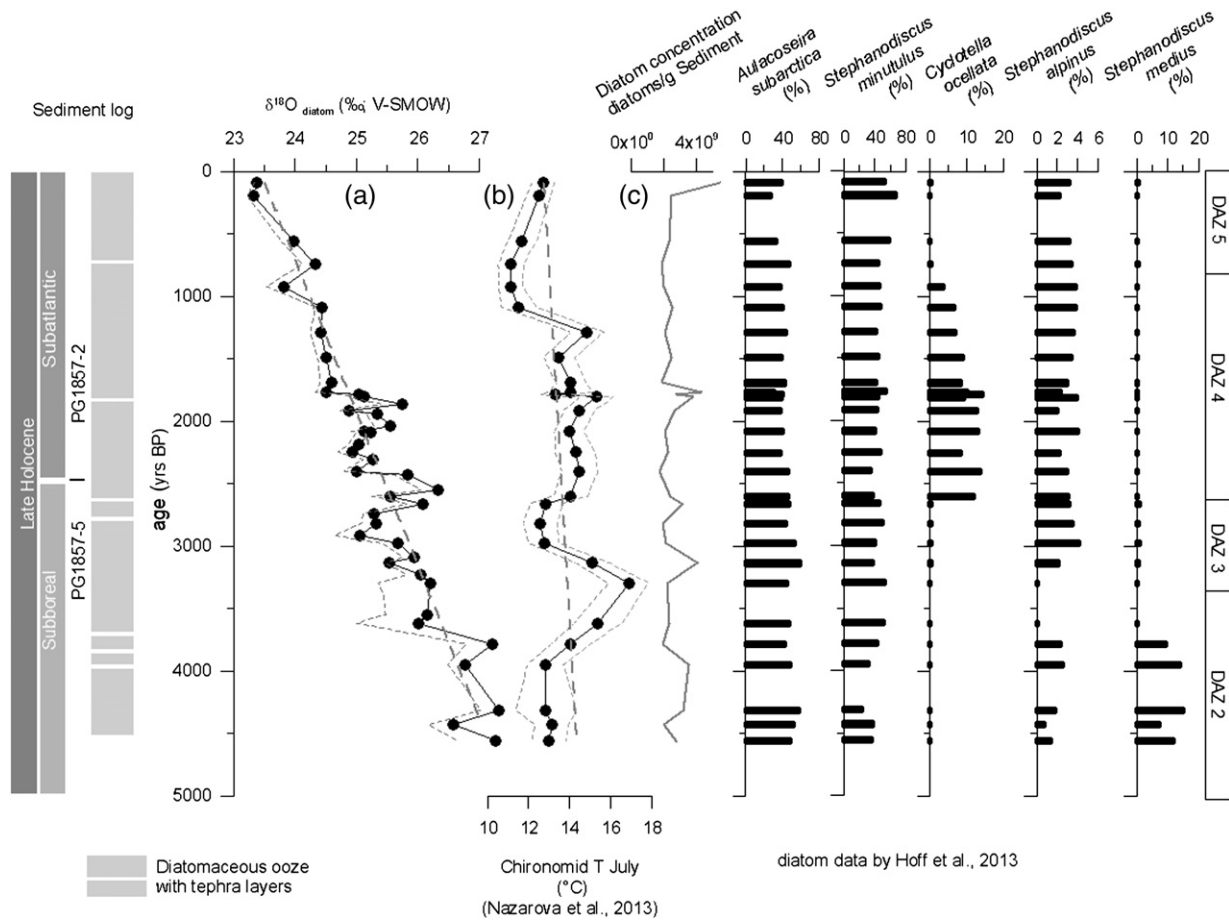 Sediment log
δ18O diatom (‰; V-SMOW)
Diatom concentration
diatoms/g Sediment
Aulacoseira
subarctica
(%)
Stephanodiscus
minutulus
(%)
Cyclotella
ocellata
(%)
Stephanodiscus
alpinus
(%)
Stephanodiscus
medius
(%)
23 24 25 26 27
0x10⁰ 4x10⁹
0 40 80
0 40 80
0 10 20
0 2 4 6
0 10 20
0
1000
2000
3000
4000
5000
age (yrs BP)
(a)
(b)
(c)
Late Holocene
Subatlantic
Subboreal
PG1857-2
PG1857-5
DAZ 5
DAZ 4
DAZ 3
DAZ 2
10 12 14 16 18
Chironomid T July
(°C)
(Nazarova et al., 2013)
diatom data by Hoff et al., 2013
Diatomaceous ooze
with tephra layers